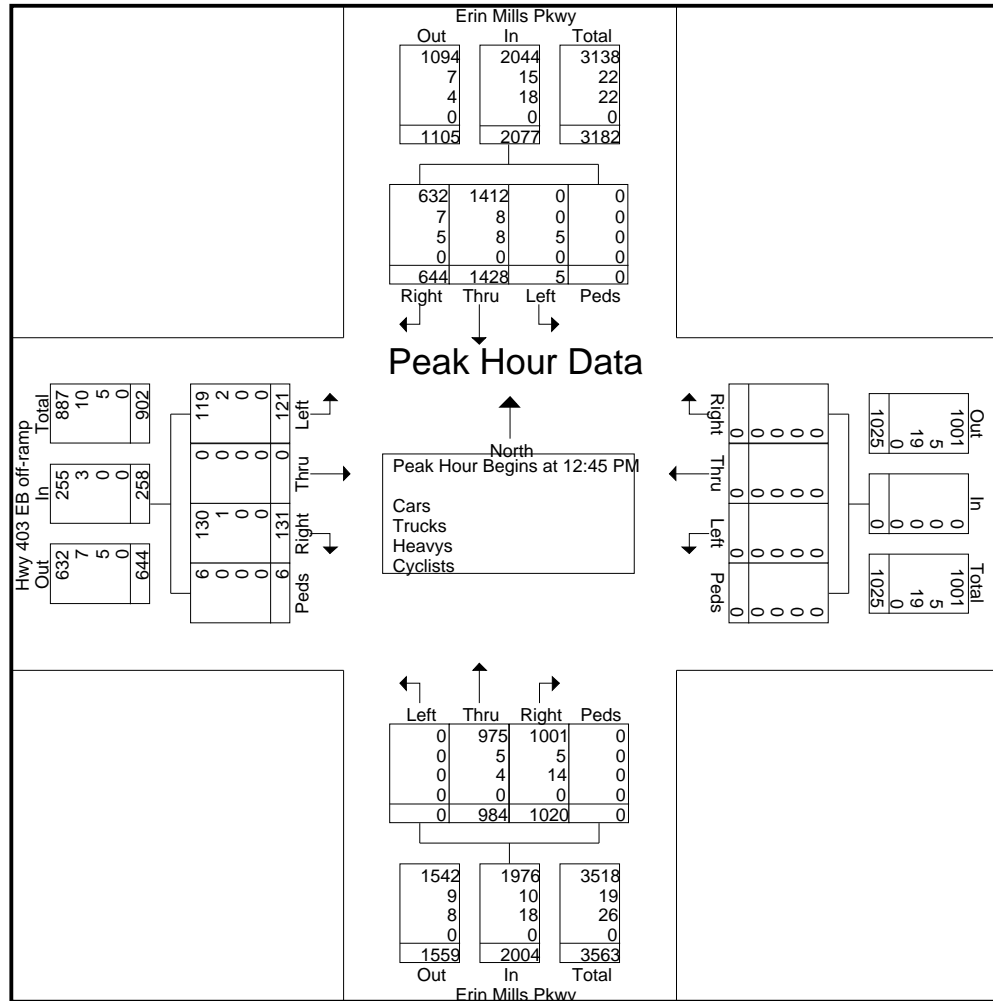 Erin Mills Pkwy
Out In Total
1094 2044 3138
7 15 22
4 18 22
0 0 0
1105 2077 3182
632 1412 0 0
7 8 0 0
5 8 5 0
0 0 0 0
644 1428 5 0
Right Thru Left Peds
Peak Hour Data
Hwy 403 EB off-ramp
Total
887 10 5 0 902
In
255 3 0 0 258
Out
632 7 5 0 644
119 2 0 0 121
Left
0 0 0 0 0
Thru
130 1 0 0 131
Right
6 0 0 0 6
Peds
North
Peak Hour Begins at 12:45 PM
Cars
Trucks
Heavys
Cyclists
Right
0 0 0 0 0
Thru
0 0 0 0 0
Left
0 0 0 0 0
Peds
0 0 0 0 0
Out
1001 5 19 0 1025
In
0 0 0 0 0
Total
1001 5 19 0 1025
Left Thru Right Peds
0 975 1001 0
0 5 5 0
0 4 14 0
0 0 0 0
0 984 1020 0
1542 1976 3518
9 10 19
8 18 26
0 0 0
1559 2004 3563
Out In Total
Erin Mills Pkwy